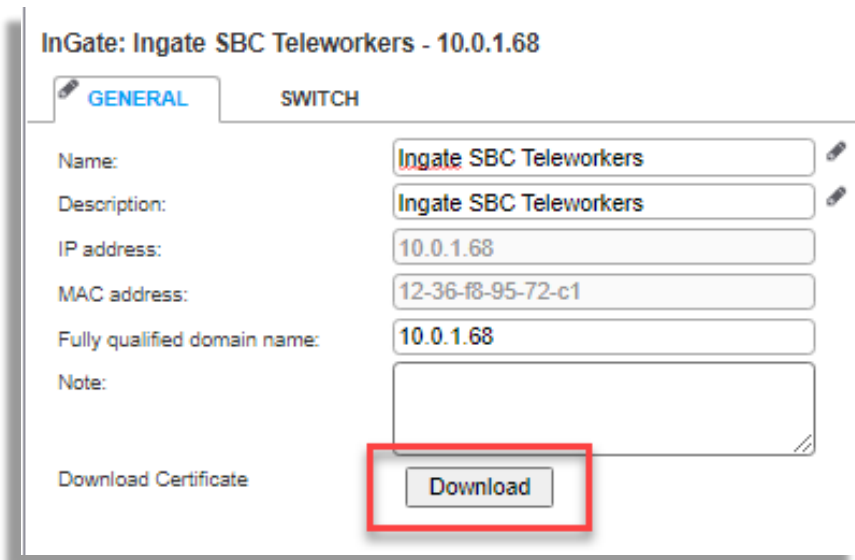 InGate: Ingate SBC Teleworkers - 10.0.1.68
GENERAL SWITCH
Name: Ingate SBC Teleworkers
Description: Ingate SBC Teleworkers
IP address: 10.0.1.68
MAC address: 12-36-f8-95-72-c1
Fully qualified domain name: 10.0.1.68
Note:
Download Certificate Download